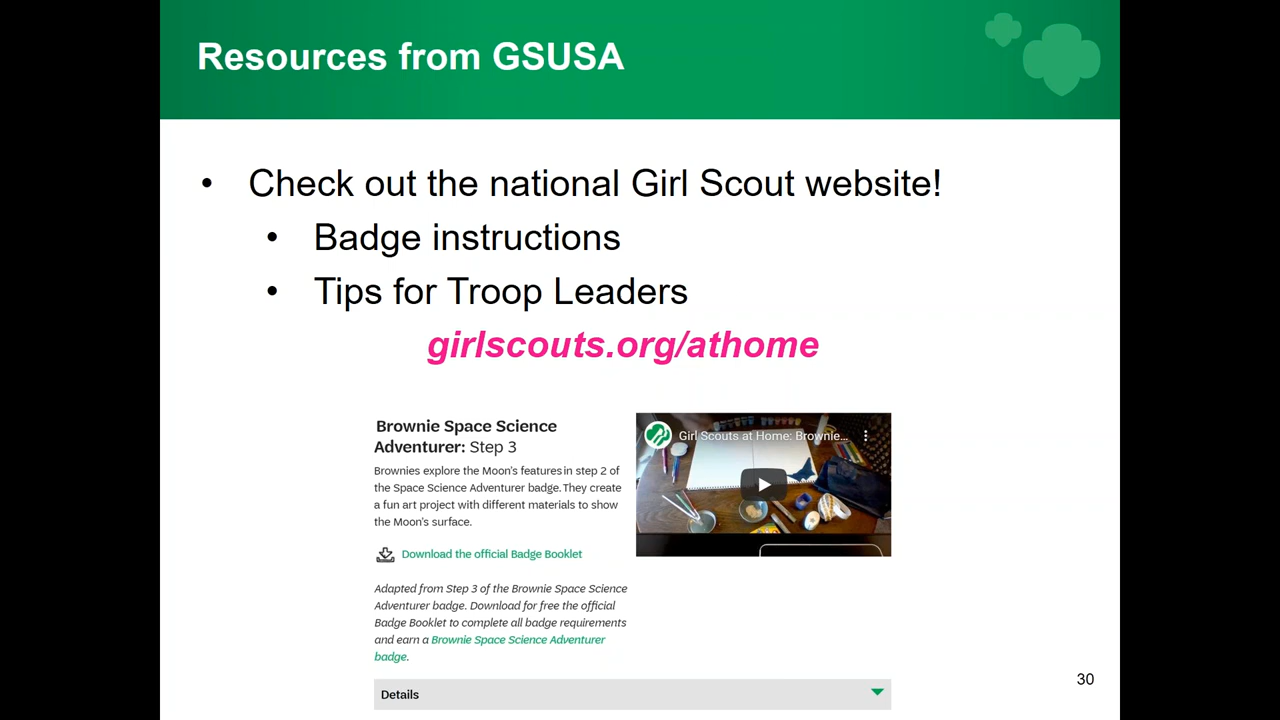 Resources from GSUSA
• Check out the national Girl Scout website!
• Badge instructions
• Tips for Troop Leaders
girlscouts.org/athome
Brownie Space Science
Adventurer: Step 3
Brownies explore the Moon's features in step 2 of
the Space Science Adventurer badge. They create
a fun art project with different materials to show
the Moon's surface.
Download the official Badge Booklet
Adapted from Step 3 of the Brownie Space Science
Adventurer badge. Download for free the official
Badge Booklet to complete all badge requirements
and earn a Brownie Space Science Adventurer
badge.
Girl Scouts at Home: Brownie...
Details
30